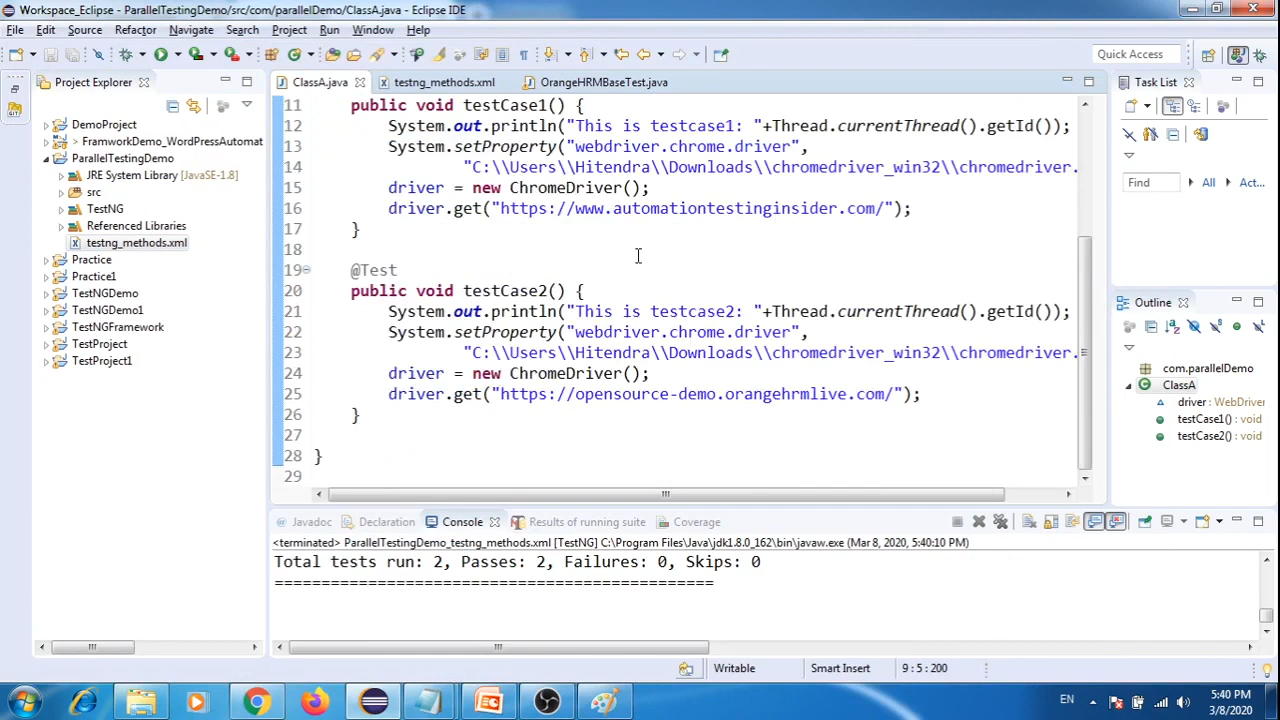 Workspace_Eclipse - ParallelTestingDemo/src/com/parallelDemo/ClassA.java - Eclipse IDE
File Edit Source Refactor Navigate Search Project Run Window Help
Quick Access
Project Explorer
DemoProject
> FramworkDemo_WordPressAutomat
ParallelTestingDemo
JRE System Library [JavaSE-1.8]
src
TestNG
Referenced Libraries
testng_methods.xml
Practice
Practice1
TestNGDemo
TestNGDemo1
TestNGFramework
TestProject
TestProject1
ClassA.java testng_methods.xml OrangeHRMBaseTest.java
11 public void testCase1() {
12 System.out.println("This is testcase1: "+Thread.currentThread().getId());
13 System.setProperty("webdriver.chrome.driver",
14 "C:\\Users\\Hitendra\\Downloads\\chromedriver_win32\\chromedriver.
15 driver = new ChromeDriver();
16 driver.get("https://www.automationtestinginsider.com/");
17 }
18
19 @Test
20 public void testCase2() {
21 System.out.println("This is testcase2: "+Thread.currentThread().getId());
22 System.setProperty("webdriver.chrome.driver",
23 "C:\\Users\\Hitendra\\Downloads\\chromedriver_win32\\chromedriver.
24 driver = new ChromeDriver();
25 driver.get("https://opensource-demo.orangehrmlive.com/");
26 }
27
28 }
29
Task List
Find All Act...
Outline
com.parallelDemo
ClassA
driver : WebDriver
testCase1() : void
testCase2() : void
Javadoc Declaration Console Results of running suite Coverage
<terminated> ParallelTestingDemo_testng_methods.xml [TestNG] C:\Program Files\Java\jdk1.8.0_162\bin\javaw.exe (Mar 8, 2020, 5:40:10 PM)
Total tests run: 2, Passes: 2, Failures: 0, Skips: 0
===============================================
Writable Smart Insert 9 : 5 : 200
EN 5:40 PM
3/8/2020